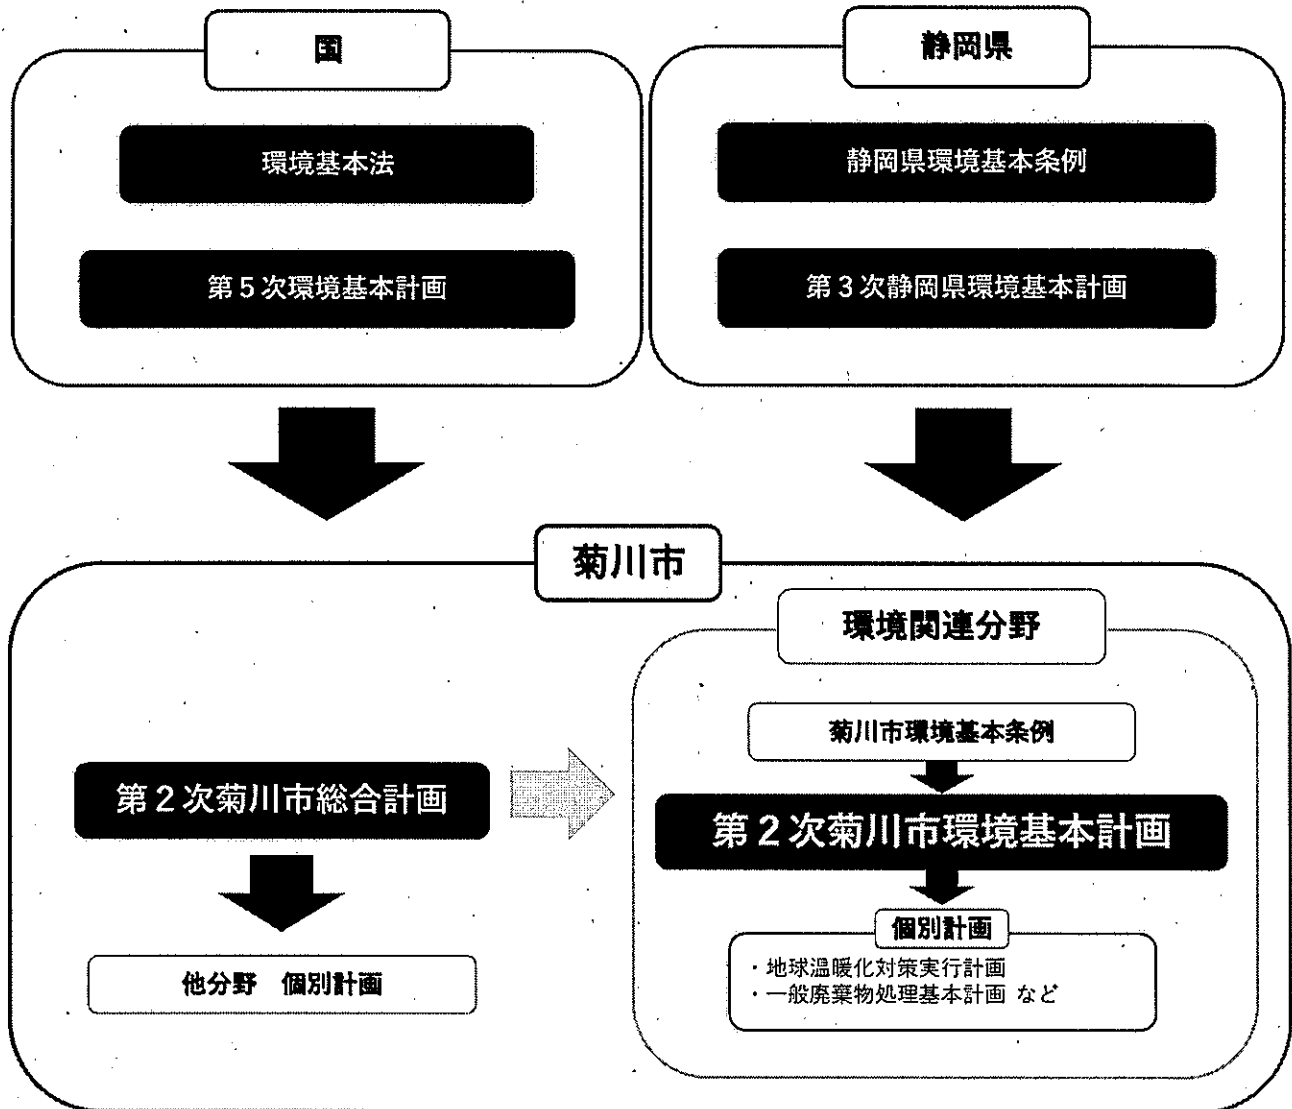 国
環境基本法
第５次環境基本計画
静岡県
静岡県環境基本条例
第３次静岡県環境基本計画
菊川市
第２次菊川市総合計画
他分野　個別計画
環境関連分野
菊川市環境基本条例
第２次菊川市環境基本計画
個別計画
・地球温暖化対策実行計画
・一般廃棄物処理基本計画 など